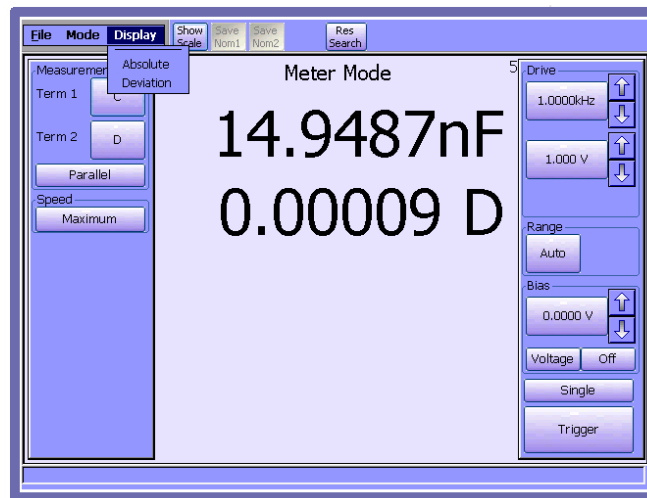 File Mode Display Show Scale Save Nom1 Save Nom2 Res Search
Absolute
Deviation
Term 1
Term 2 D
Parallel
Speed
Maximum
Meter Mode 5
14.9487nF
0.00009 D
Drive
1.0000kHz
1.000 V
Range
Auto
Bias
0.0000 V
Voltage Off
Single
Trigger